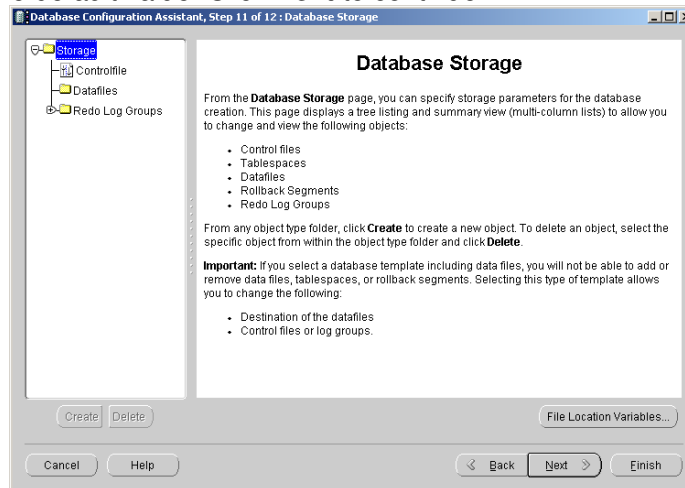 Database Configuration Assistant, Step 11 of 12 : Database Storage
Storage
Controlfile
Datafiles
Redo Log Groups
Database Storage
From the Database Storage page, you can specify storage parameters for the database
creation. This page displays a tree listing and summary view (multi-column lists) to allow you
to change and view the following objects:
• Control files
• Tablespaces
• Datafiles
• Rollback Segments
• Redo Log Groups
From any object type folder, click Create to create a new object. To delete an object, select the
specific object from within the object type folder and click Delete.
Important: If you select a database template including data files, you will not be able to add or
remove data files, tablespaces, or rollback segments. Selecting this type of template allows
you to change the following:
• Destination of the datafiles
• Control files or log groups.
Create Delete File Location Variables...
Cancel Help Back Next Finish